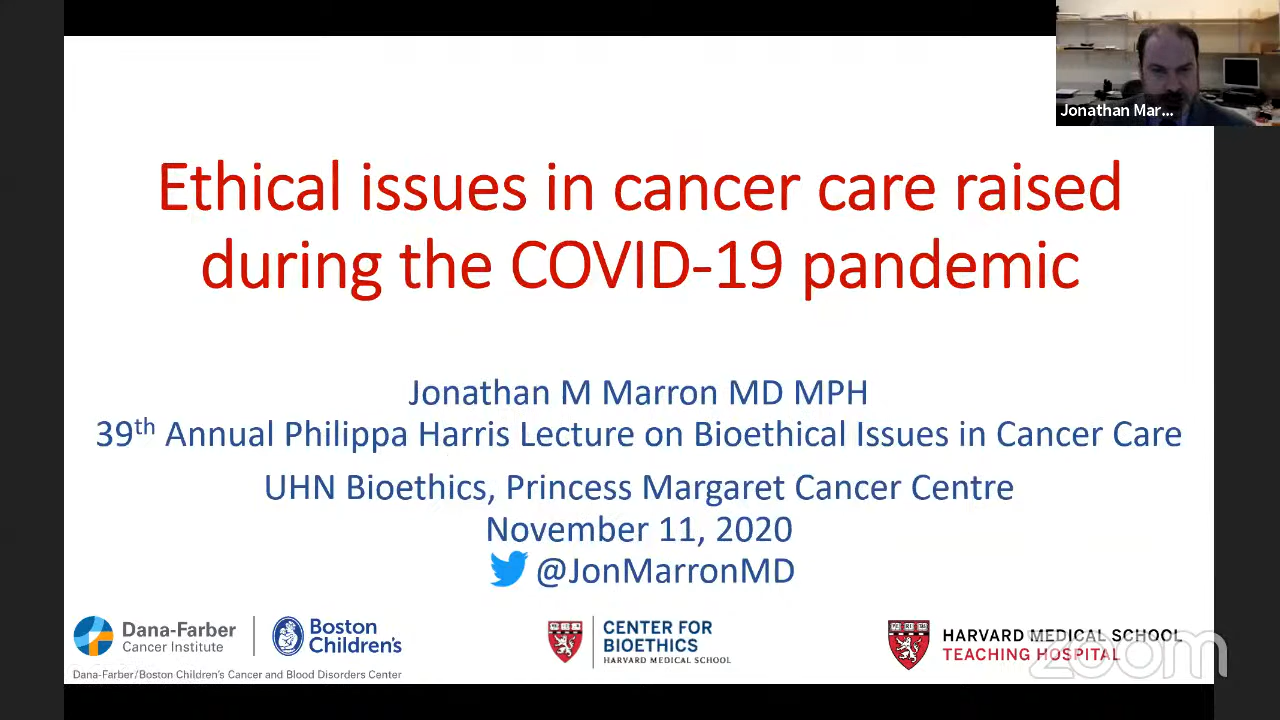 Jonathan Mar...
Ethical issues in cancer care raised
during the COVID-19 pandemic
Jonathan M Marron MD MPH
39th Annual Philippa Harris Lecture on Bioethical Issues in Cancer Care
UHN Bioethics, Princess Margaret Cancer Centre
November 11, 2020
@JonMarronMD
Dana-Farber
Cancer Institute
Boston
Children's
Dana-Farber/Boston Children's Cancer and Blood Disorders Center
CENTER FOR
BIOETHICS
HARVARD MEDICAL SCHOOL
HARVARD MEDICAL SCHOOL
TEACHING HOSPITAL
zoom